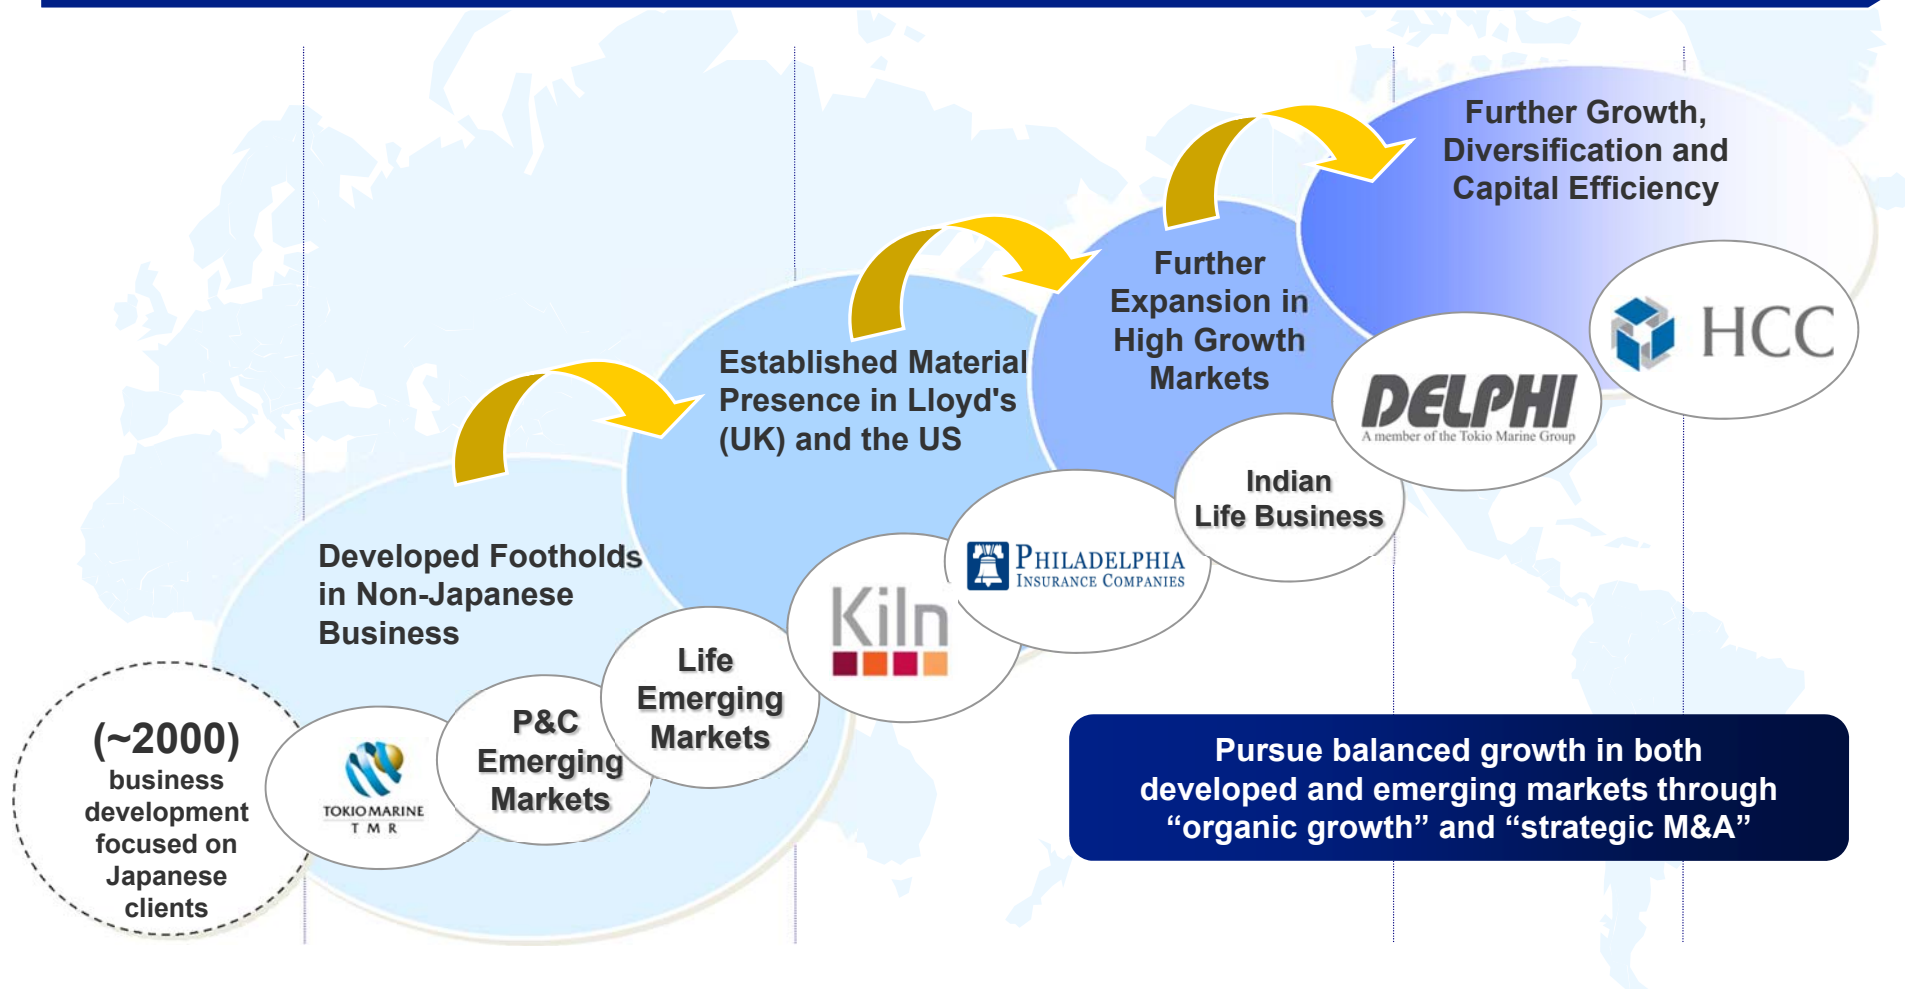 (~2000)
business
development
focused on
Japanese
clients
Developed Footholds
in Non-Japanese
Business
TOKIO MARINE
T M R
P&C
Emerging
Markets
Life
Emerging
Markets
Established Material
Presence in Lloyd's
(UK) and the US
Kiln
PHILADELPHIA
INSURANCE COMPANIES
Further
Expansion in
High Growth
Markets
Indian
Life Business
Further Growth,
Diversification and
Capital Efficiency
DELPHI
A member of the Tokio Marine Group
HCC
Pursue balanced growth in both
developed and emerging markets through
“organic growth” and “strategic M&A”